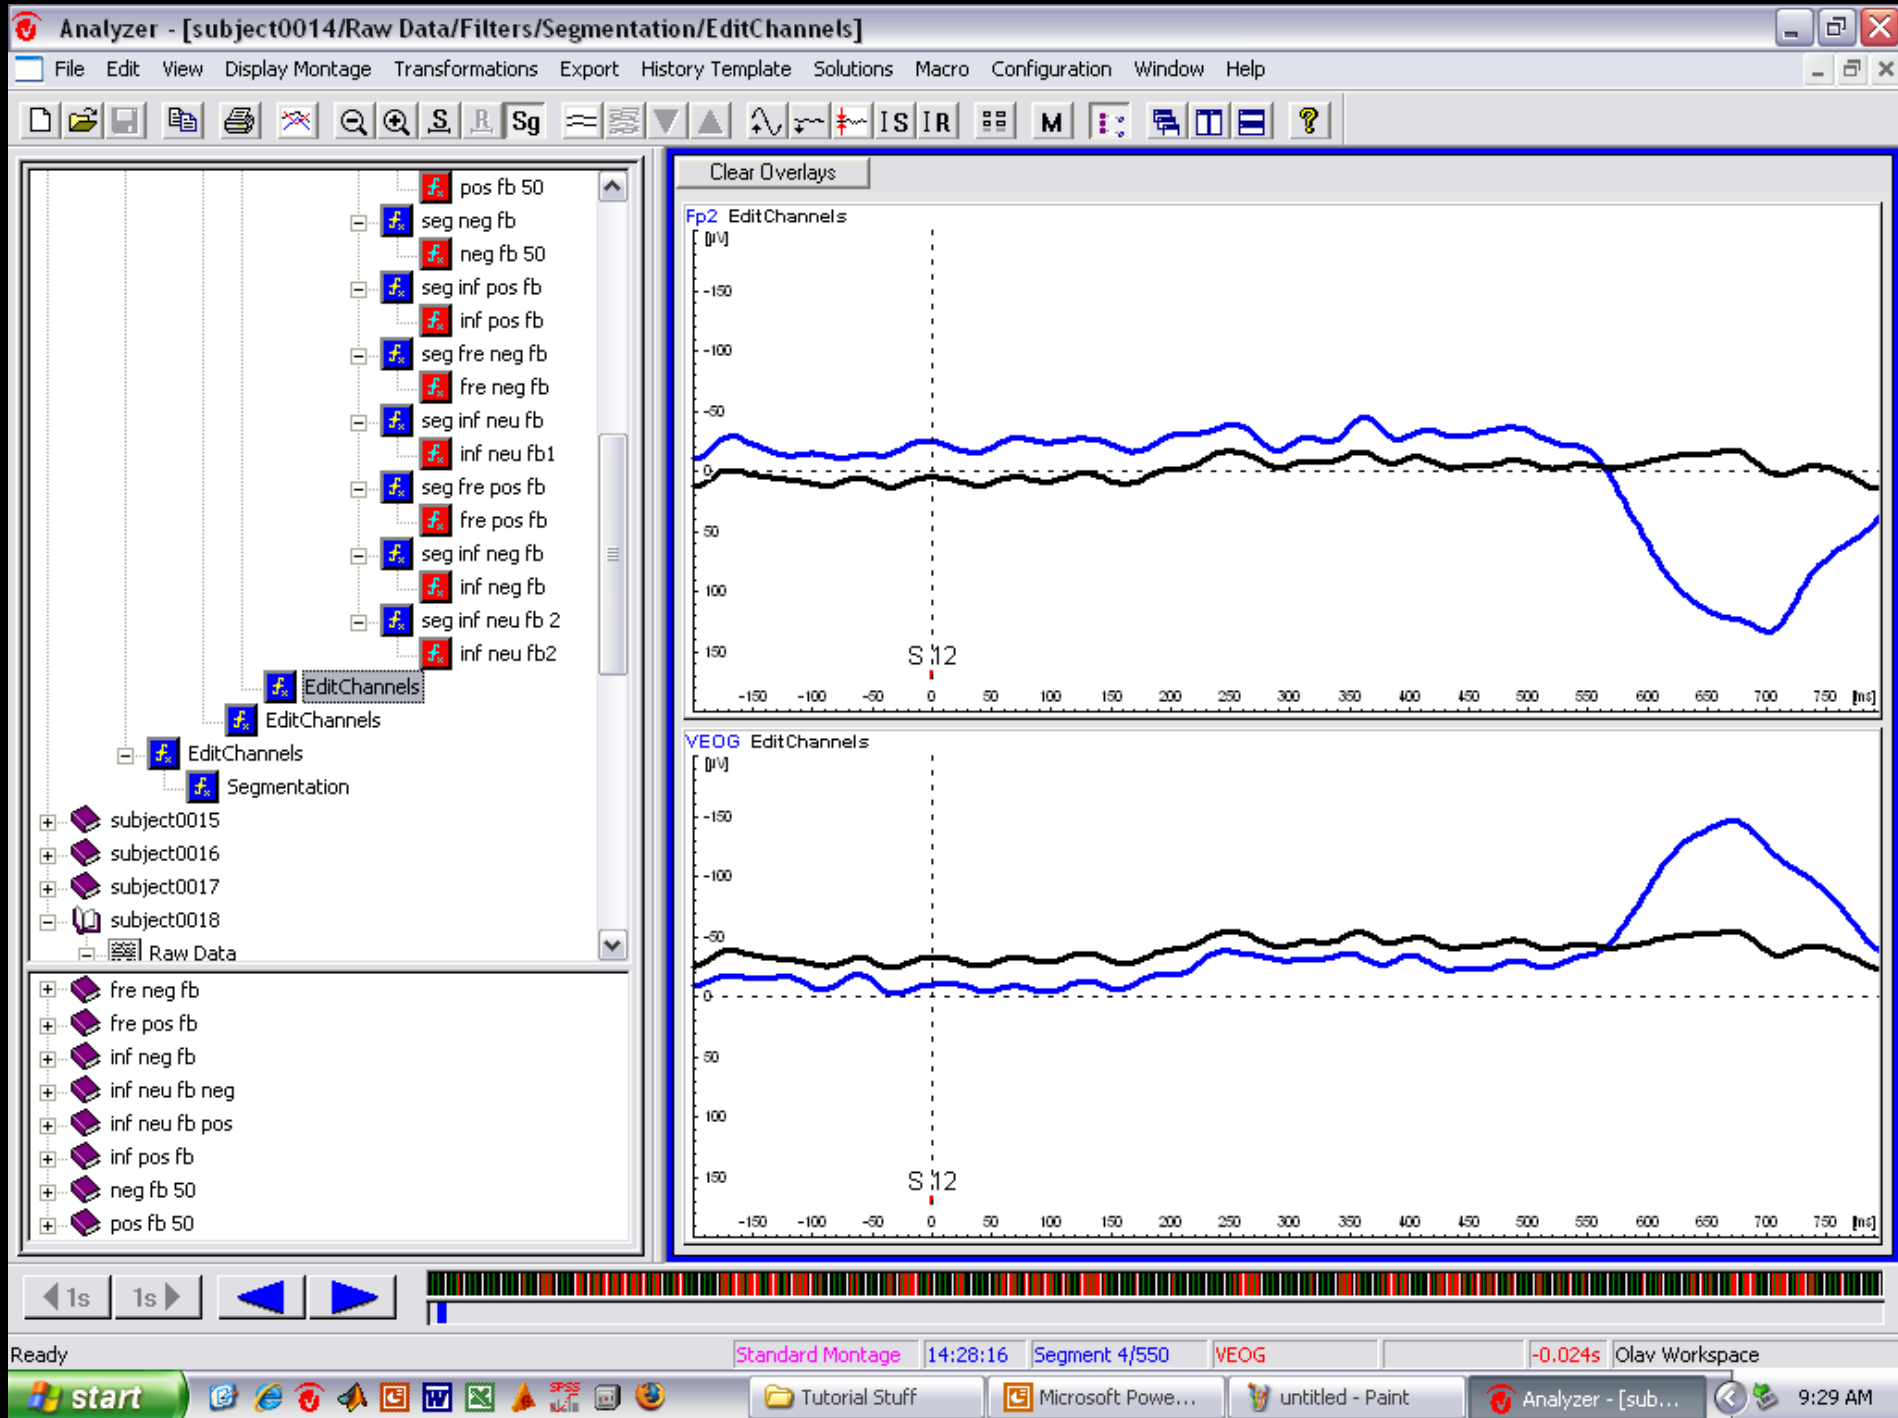 Analyzer - [subject0014/Raw Data/Filters/Segmentation/EditChannels]
File Edit View Display Montage Transformations Export History Template Solutions Macro Configuration Window Help
S R Sg I S I R M ?
pos fb 50
seg neg fb
neg fb 50
seg inf pos fb
inf pos fb
seg fre neg fb
fre neg fb
seg inf neu fb
inf neu fb1
seg fre pos fb
fre pos fb
seg inf neg fb
inf neg fb
seg inf neu fb 2
inf neu fb2
EditChannels
EditChannels
EditChannels
Segmentation
subject0015
subject0016
subject0017
subject0018
Raw Data
fre neg fb
fre pos fb
inf neg fb
inf neu fb neg
inf neu fb pos
inf pos fb
neg fb 50
pos fb 50
Clear Overlays
Fp2 EditChannels
[µV]
-150
-100
-50
0
50
100
150
S 12
-150 -100 -50 0 50 100 150 200 250 300 350 400 450 500 550 600 650 700 750 [ms]
VEOG EditChannels
[µV]
-150
-100
-50
0
50
100
150
S 12
-150 -100 -50 0 50 100 150 200 250 300 350 400 450 500 550 600 650 700 750 [ms]
1s 1s
Ready Standard Montage 14:28:16 Segment 4/550 VEOG -0.024s Olav Workspace
start SPSS Tutorial Stuff Microsoft Powe... untitled - Paint Analyzer - [sub... 9:29 AM